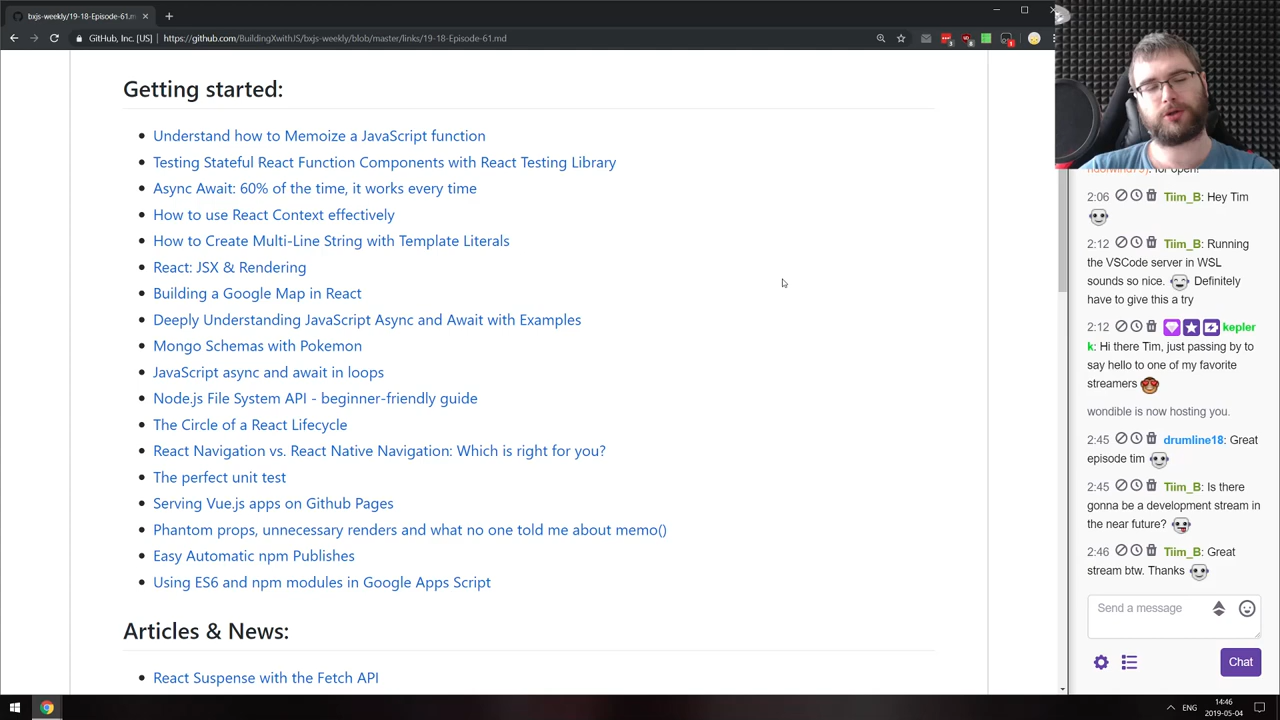 bxjs-weekly/19-18-Episode-61.m
GitHub, Inc. [US]
https://github.com/BuildingXwithJS/bxjs-weekly/blob/master/links/19-18-Episode-61.md
Getting started:
Understand how to Memoize a JavaScript function
Testing Stateful React Function Components with React Testing Library
Async Await: 60% of the time, it works every time
How to use React Context effectively
How to Create Multi-Line String with Template Literals
React: JSX & Rendering
Building a Google Map in React
Deeply Understanding JavaScript Async and Await with Examples
Mongo Schemas with Pokemon
JavaScript async and await in loops
Node.js File System API - beginner-friendly guide
The Circle of a React Lifecycle
React Navigation vs. React Native Navigation: Which is right for you?
The perfect unit test
Serving Vue.js apps on Github Pages
Phantom props, unnecessary renders and what no one told me about memo()
Easy Automatic npm Publishes
Using ES6 and npm modules in Google Apps Script
Articles & News:
React Suspense with the Fetch API
2:06 Tiim_B: Hey Tim
2:12 Tiim_B: Running
the VSCode server in WSL
sounds so nice. Definitely
have to give this a try
2:12 kepler
k: Hi there Tim, just passing by to
say hello to one of my favorite
streamers
wondible is now hosting you.
2:45 drumline18: Great
episode tim
2:45 Tiim_B: Is there
gonna be a development stream in
the near future?
2:46 Tiim_B: Great
stream btw. Thanks
Send a message
Chat
ENG
14:46
2019-05-04